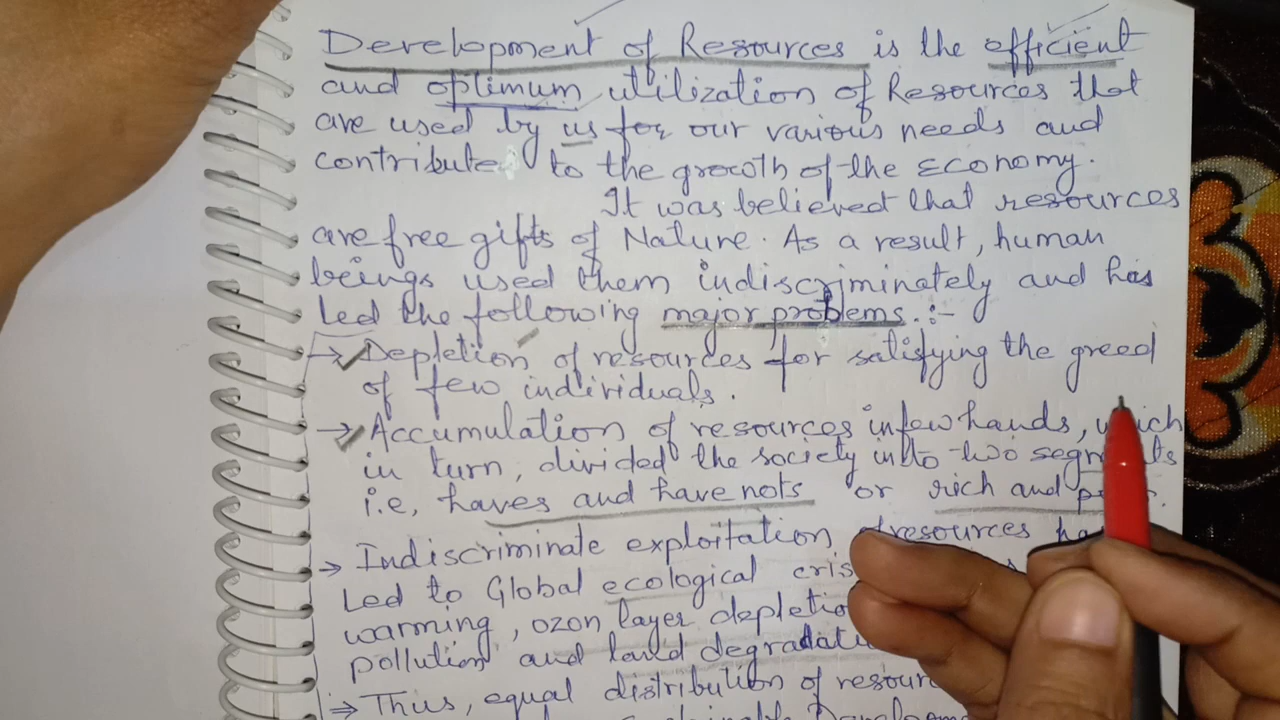 Development of Resources is the efficient
and optimum utilization of Resources that
are used by us for our various needs and
contribute to the growth of the Economy.
It was believed that resources
are free gifts of Nature. As a result, human
beings used them indiscriminately and has
led the following major problems.:-
→ Depletion of resources for satisfying the greed
of few individuals.
→ Accumulation of resources in few hands, which
in turn, divided the society into two
i.e, haves and have nots or rich and
→ Indiscriminate exploitation of resources
Led to Global ecological
warming, ozon layer
pollution and land
→ Thus, equal distribution of